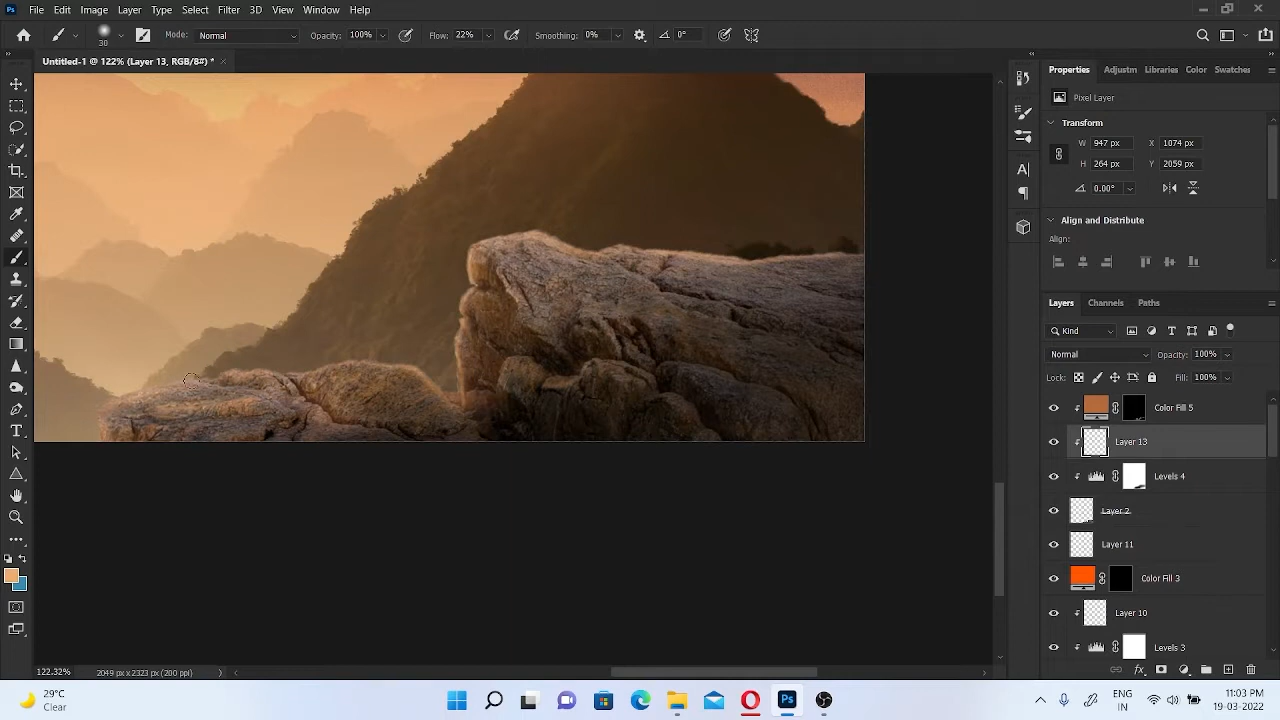 Ps File Edit Image Layer Type Select Filter 3D View Window Help
30 Mode: Normal Opacity: 100% Flow: 22% Smoothing: 0% 0°
Untitled-1 @ 122% (Layer 13, RGB/8#) *
Properties Adjustm Libraries Color Swatches
Pixel Layer
Transform
W 947 px X 1074 px
H 264 px Y 2059 px
0.00°
Align and Distribute
Align:
Layers Channels Paths
Kind
Normal Opacity: 100%
Lock: Fill: 100%
Color Fill 5
Layer 13
Levels 4
Layer 2
Layer 11
Color Fill 3
Layer 10
Levels 3
122.32% 2049 px x 2323 px (200 ppi)
29°C
Clear
Ps
ENG
IN
11:03 PM
19-03-2022